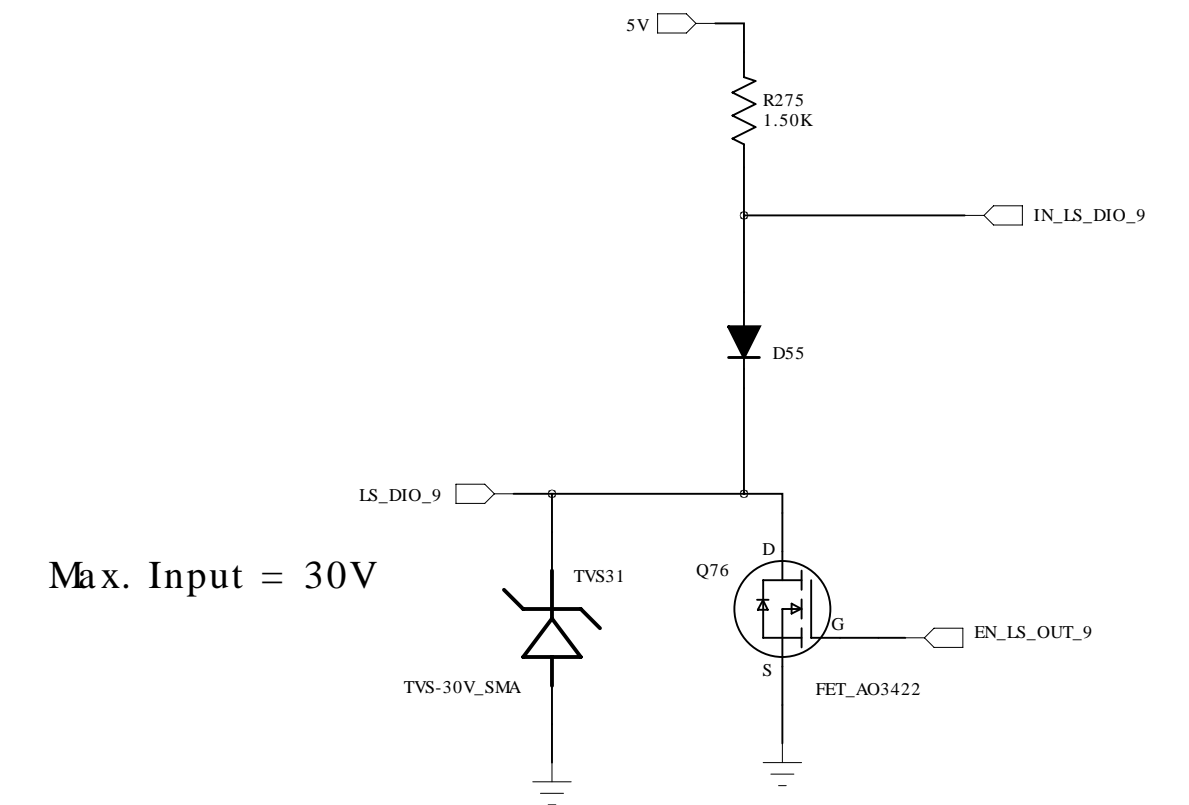 5V
R275
1.50K
IN_LS_DIO_9
D55
LS_DIO_9
Max. Input = 30V
TVS31
TVS-30V_SMA
Q76
D
G
S
EN_LS_OUT_9
FET_AO3422